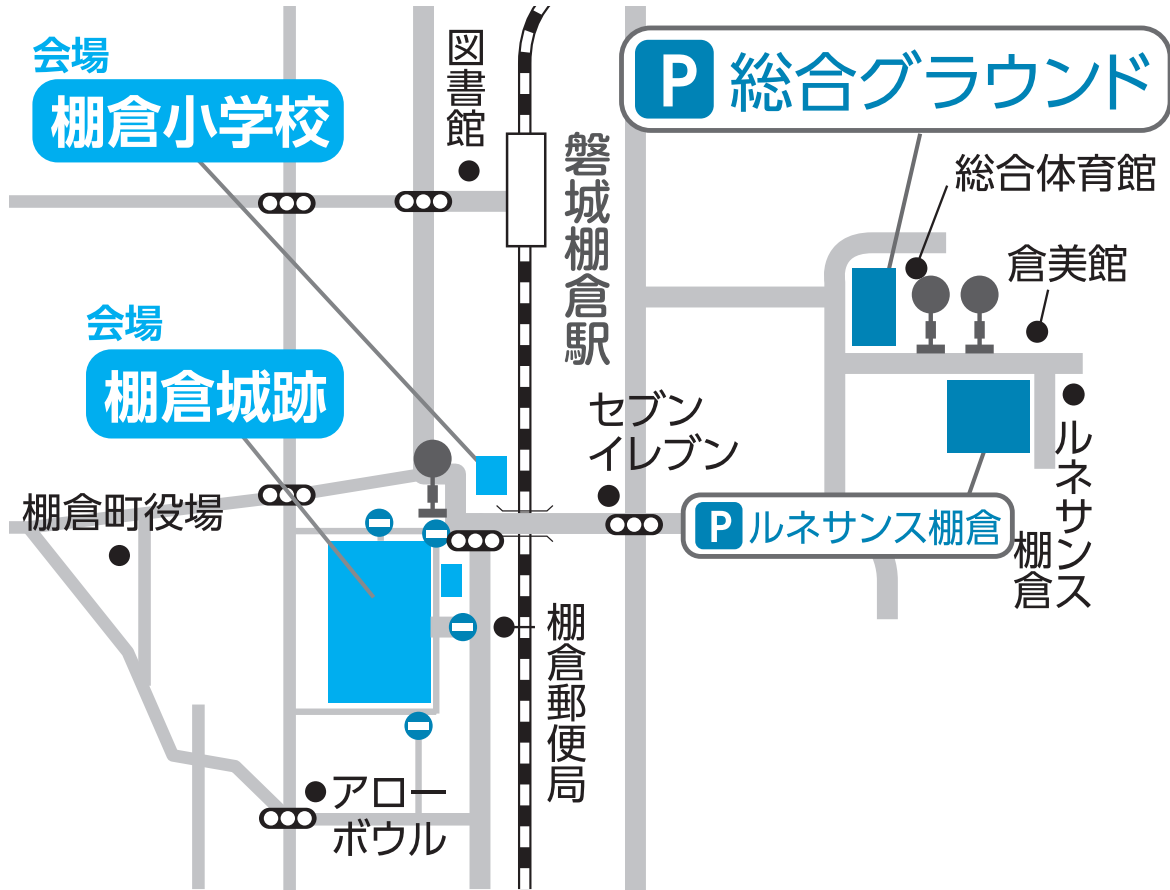 会場
棚倉小学校
図書館
P 総合グラウンド
磐城棚倉駅
総合体育館
倉美館
会場
棚倉城跡
セブン
イレブン
棚倉町役場
P ルネサンス棚倉
ルネサンス
棚倉
棚倉郵便局
アロー
ボウル